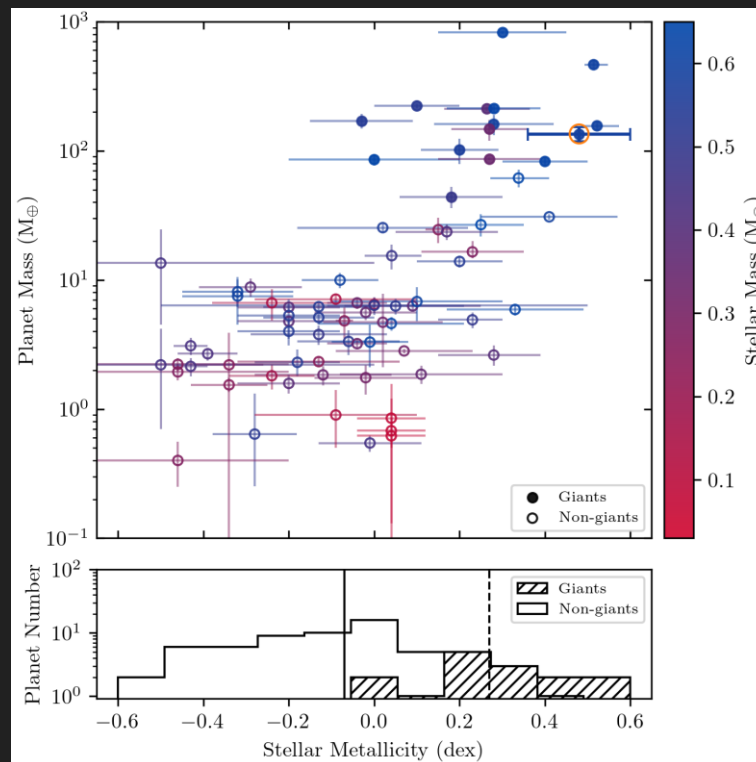 10³
10²
10¹
10⁰
10⁻¹
Planet Mass (M⊕)
Giants
Non-giants
0.6
0.5
0.4
0.3
0.2
0.1
10²
10¹
10⁰
Planet Number
Giants
Non-giants
−0.6 −0.4 −0.2 0.0 0.2 0.4 0.6
Stellar Metallicity (dex)